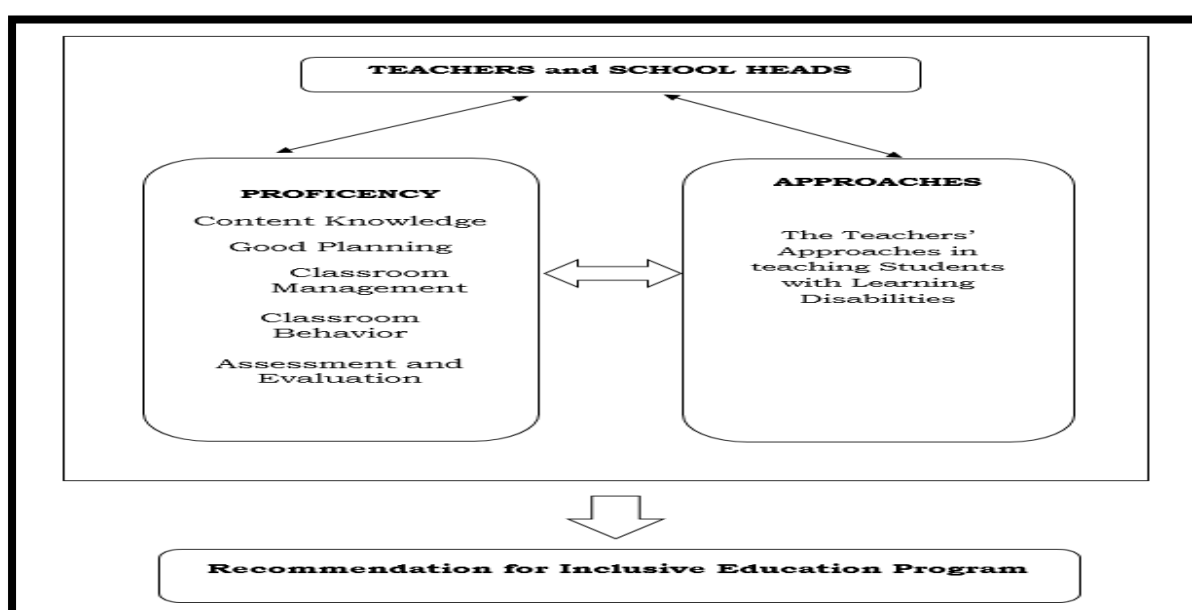 TEACHERS and SCHOOL HEADS
PROFICENCY
Content Knowledge
Good Planning
Classroom
Management
Classroom
Behavior
Assessment and
Evaluation
APPROACHES
The Teachers’
Approaches in
teaching Students
with Learning
Disabilities
Recommendation for Inclusive Education Program